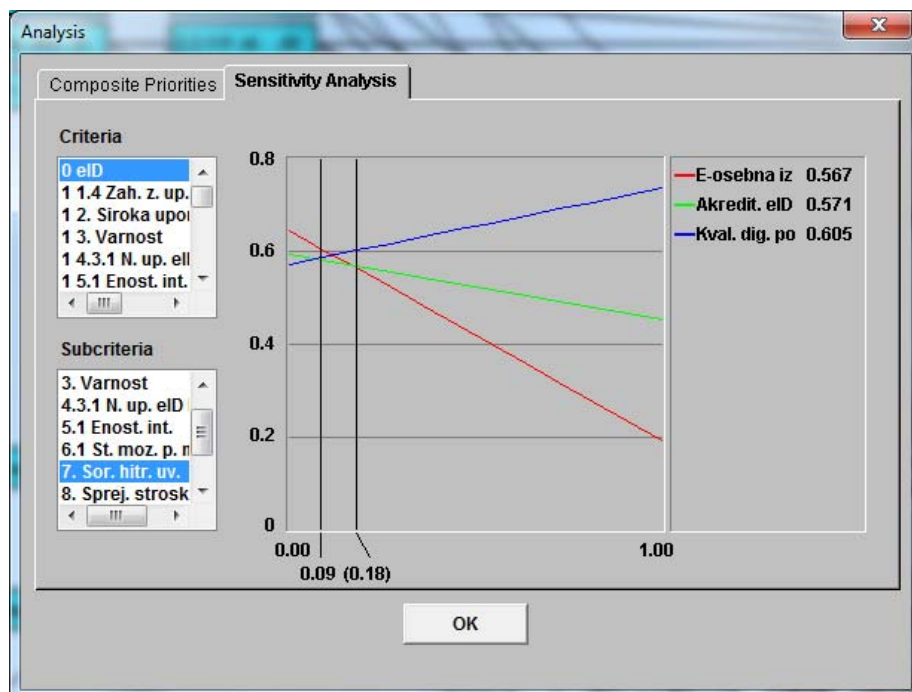 Analysis
Composite Priorities
Sensitivity Analysis
Criteria
0 eID
1 1.4 Zah. z. up.
1 2. Siroka upor
1 3. Varnost
1 4.3.1 N. up. eII
1 5.1 Enost. int.
Subcriteria
3. Varnost
4.3.1 N. up. eID
5.1 Enost. int.
6.1 St. moz. p. n
7. Sor. hitr. uv.
8. Sprej. strosk
0.8
0.6
0.4
0.2
0
0.00
1.00
0.09 (0.18)
E-osebna iz 0.567
Akredit. eID 0.571
Kval. dig. po 0.605
OK